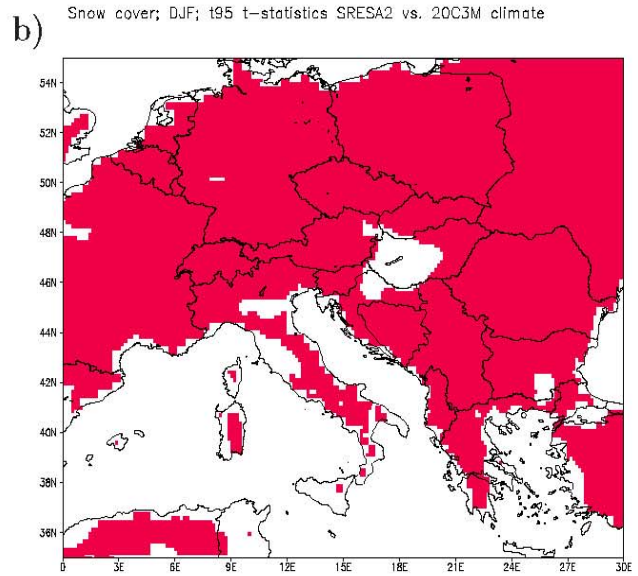 Snow cover; DJF; t95 t-statistics SRESA2 vs. 20C3M climate
b)
54N
52N
50N
48N
46N
44N
42N
40N
38N
36N
0 3E 6E 9E 12E 15E 18E 21E 24E 27E 30E